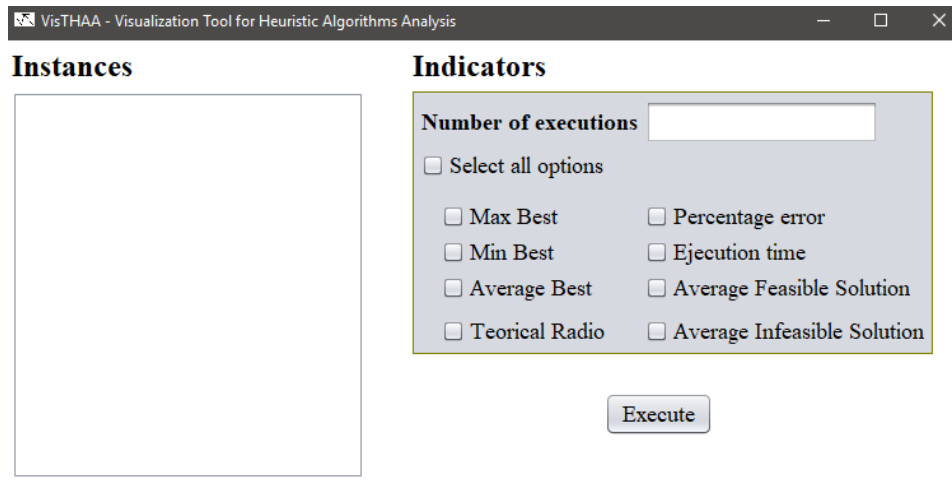 VisTHAA - Visualization Tool for Heuristic Algorithms Analysis
Instances
Indicators
Number of executions
Select all options
Max Best
Percentage error
Min Best
Ejecution time
Average Best
Average Feasible Solution
Teorical Radio
Average Infeasible Solution
Execute